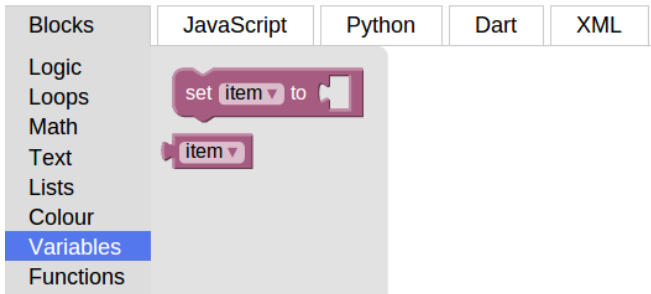 Blocks JavaScript Python Dart XML
Logic
Loops
Math
Text
Lists
Colour
Variables
Functions
set item to
item